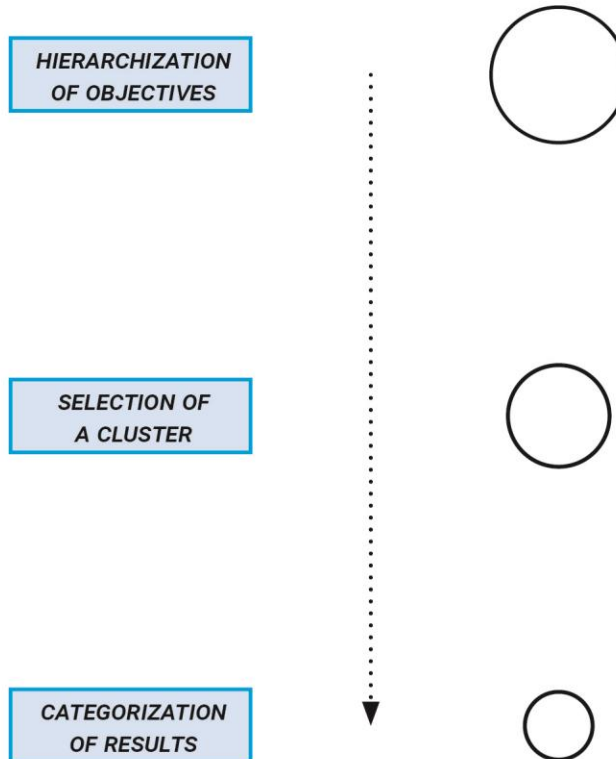 HIERARCHIZATION
OF OBJECTIVES
SELECTION OF
A CLUSTER
CATEGORIZATION
OF RESULTS